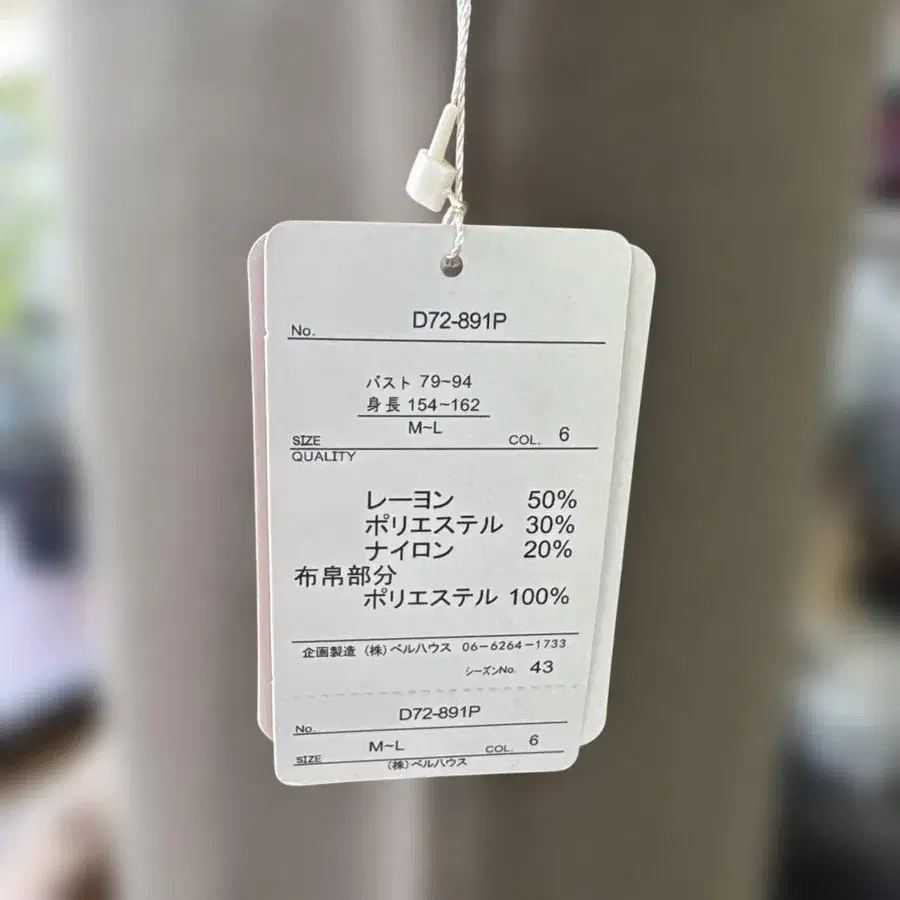 No. D72-891P
バスト 79~94
身長 154~162
SIZE M~L COL. 6
QUALITY
レーヨン 50%
ポリエステル 30%
ナイロン 20%
布帛部分
ポリエステル 100%
企画製造 (株)ベルハウス 06-6264-1733
シーズンNo. 43
No. D72-891P
SIZE M~L COL. 6
(株)ベルハウス